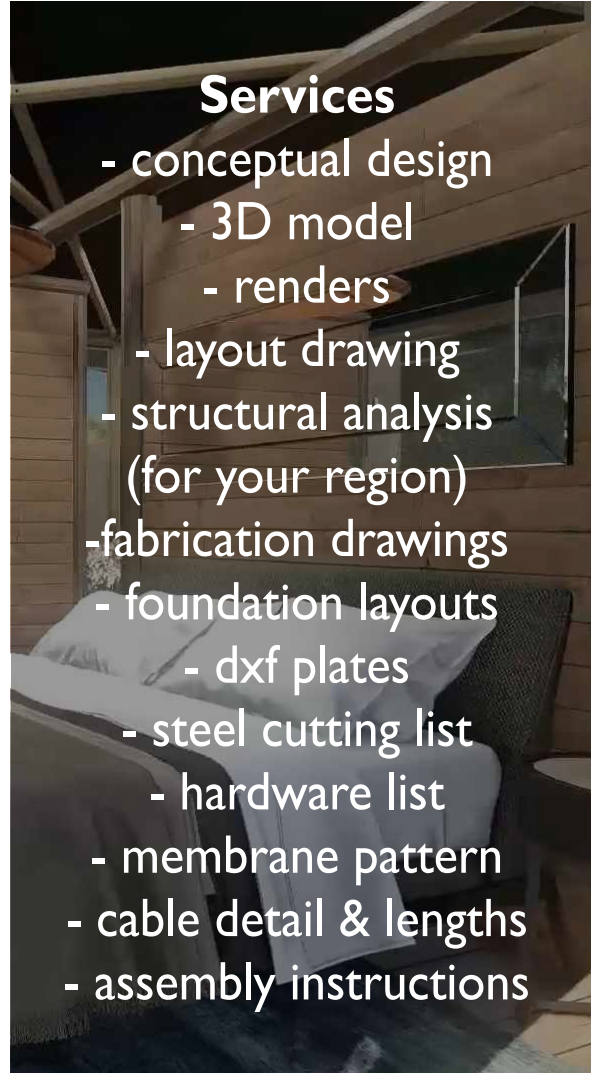 Services
- conceptual design
- 3D model
- renders
- layout drawing
- structural analysis
(for your region)
-fabrication drawings
- foundation layouts
- dxf plates
- steel cutting list
- hardware list
- membrane pattern
- cable detail & lengths
- assembly instructions